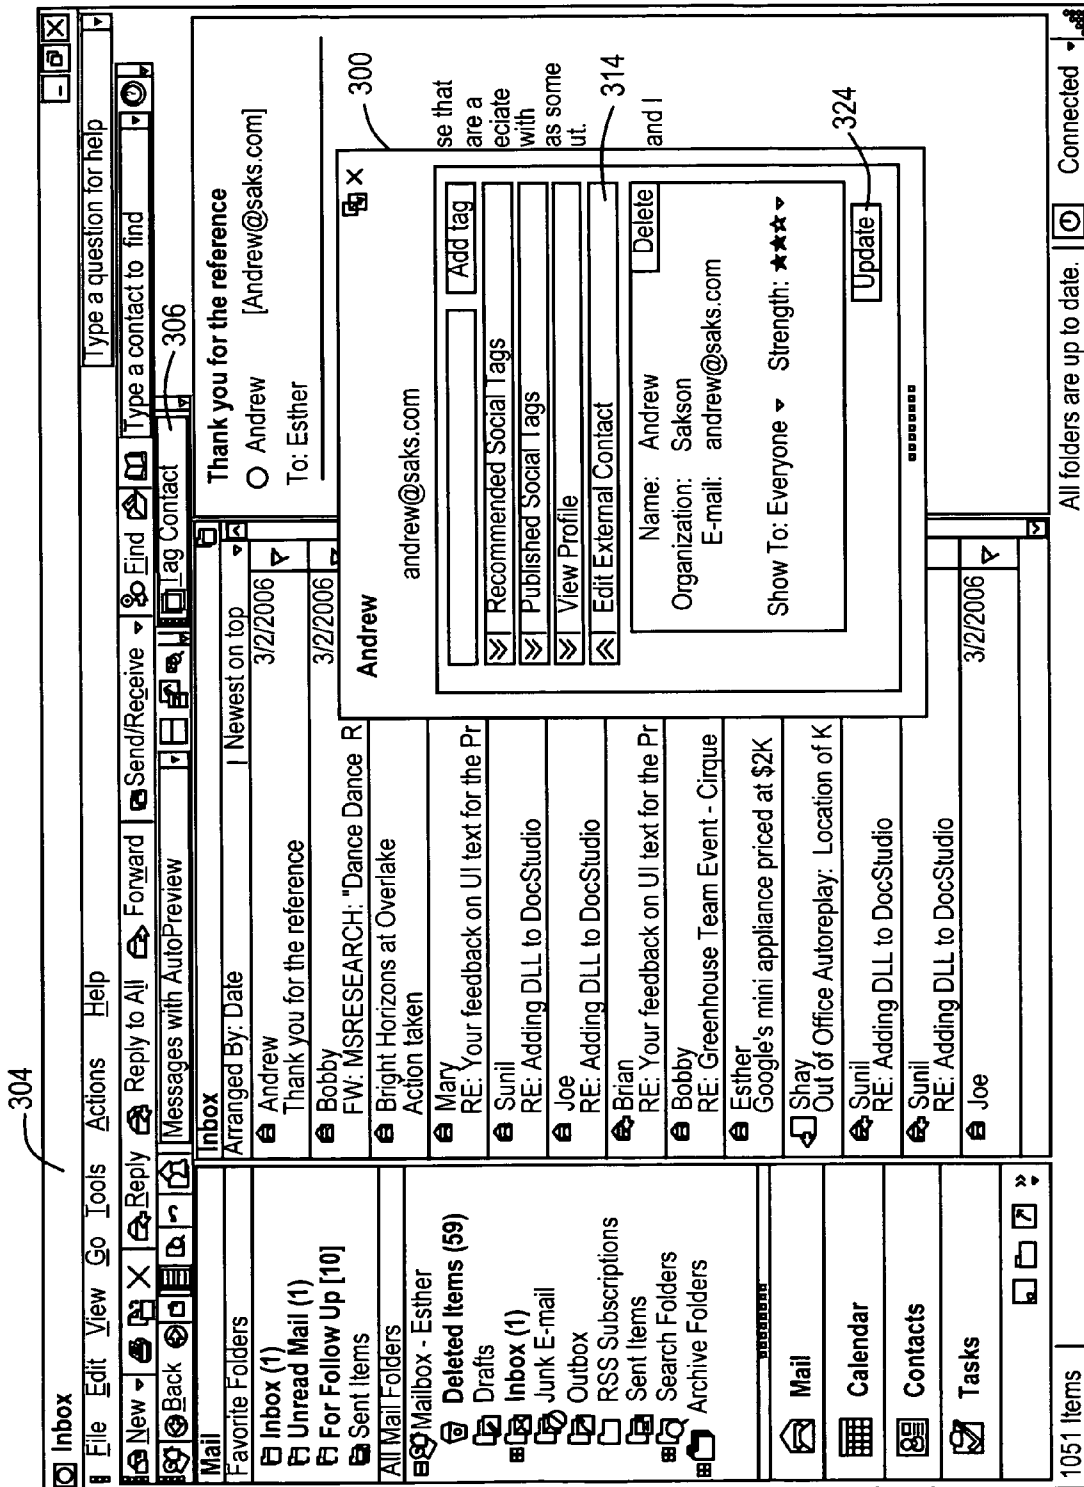 304
Inbox
File Edit View Go Tools Actions Help
Type a question for help
New Reply Reply to All Forward Send/Receive Find Type a contact to find
Back Messages with AutoPreview Tag Contact
306
Mail
Favorite Folders
Inbox (1)
Unread Mail (1)
For Follow Up [10]
Sent Items
All Mail Folders
Mailbox - Esther
Deleted Items (59)
Drafts
Inbox (1)
Junk E-mail
Outbox
RSS Subscriptions
Sent Items
Search Folders
Archive Folders
Mail
Calendar
Contacts
Tasks
Inbox
Arranged By: Date Newest on top
Andrew 3/2/2006
Thank you for the reference
Bobby 3/2/2006
FW: MSRESEARCH: "Dance Dance R
Bright Horizons at Overlake
Action taken
Mary
RE: Your feedback on UI text for the Pr
Sunil
RE: Adding DLL to DocStudio
Joe
RE: Adding DLL to DocStudio
Brian
RE: Your feedback on UI text for the Pr
Bobby
RE: Greenhouse Team Event - Cirque
Esther
Google's mini appliance priced at $2K
Shay
Out of Office Autoreplay: Location of K
Sunil
RE: Adding DLL to DocStudio
Sunil
RE: Adding DLL to DocStudio
Joe 3/2/2006
Thank you for the reference
Andrew [Andrew@saks.com]
To: Esther
300
se that
are a
eciate
with
as some
ut.
and I
Andrew
andrew@saks.com
Add tag
Recommended Social Tags
Published Social Tags
View Profile
Edit External Contact
314
Delete
Name: Andrew
Organization: Sakson
E-mail: andrew@saks.com
Show To: Everyone Strength: ★★★
Update
324
1051 Items
All folders are up to date. Connected